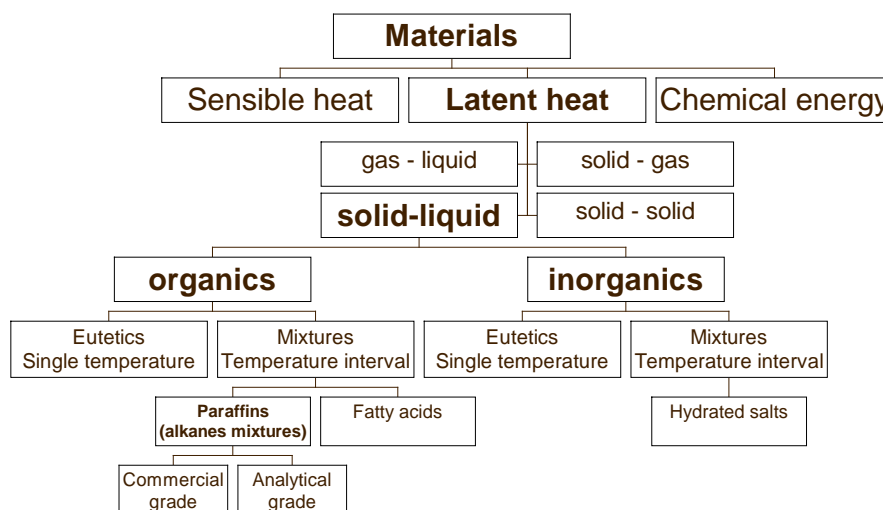 Materials
Sensible heat
Latent heat
Chemical energy
gas - liquid
solid - gas
solid-liquid
solid - solid
organics
inorganics
Eutetics
Single temperature
Mixtures
Temperature interval
Eutetics
Single temperature
Mixtures
Temperature interval
Paraffins
(alkanes mixtures)
Fatty acids
Hydrated salts
Commercial
grade
Analytical
grade